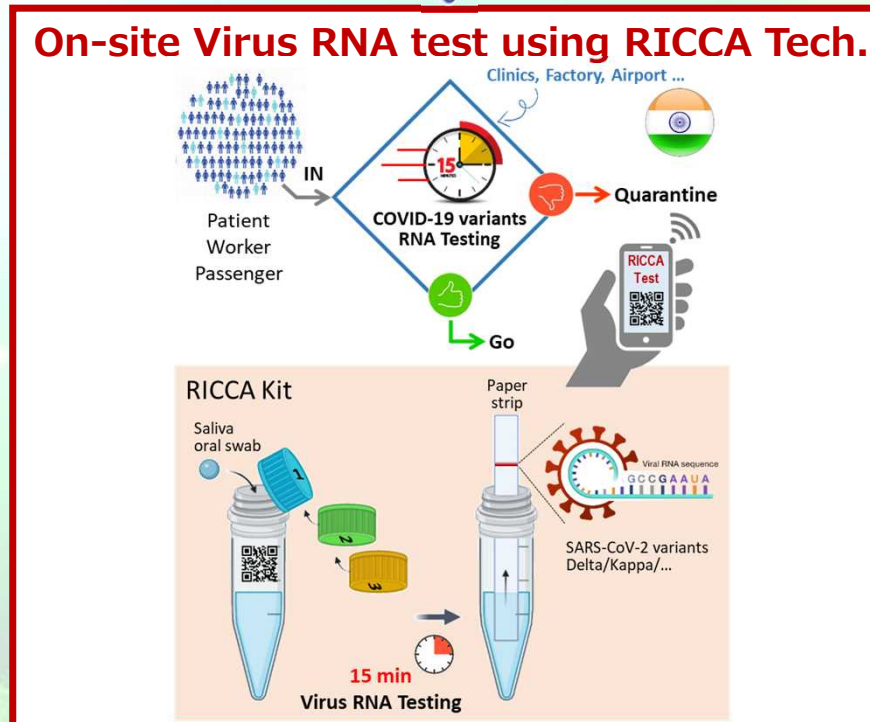 On-site Virus RNA test using RICCA Tech.
Clinics, Factory, Airport ...
IN
15
MINUTES
Patient
Worker
Passenger
COVID-19 variants
RNA Testing
Quarantine
RICCA
Test
Go
RICCA Kit
Saliva
oral swab
1
2
3
15 min
Virus RNA Testing
Paper
strip
Viral RNA sequence
GCCGAAUA
SARS-CoV-2 variants
Delta/Kappa/...